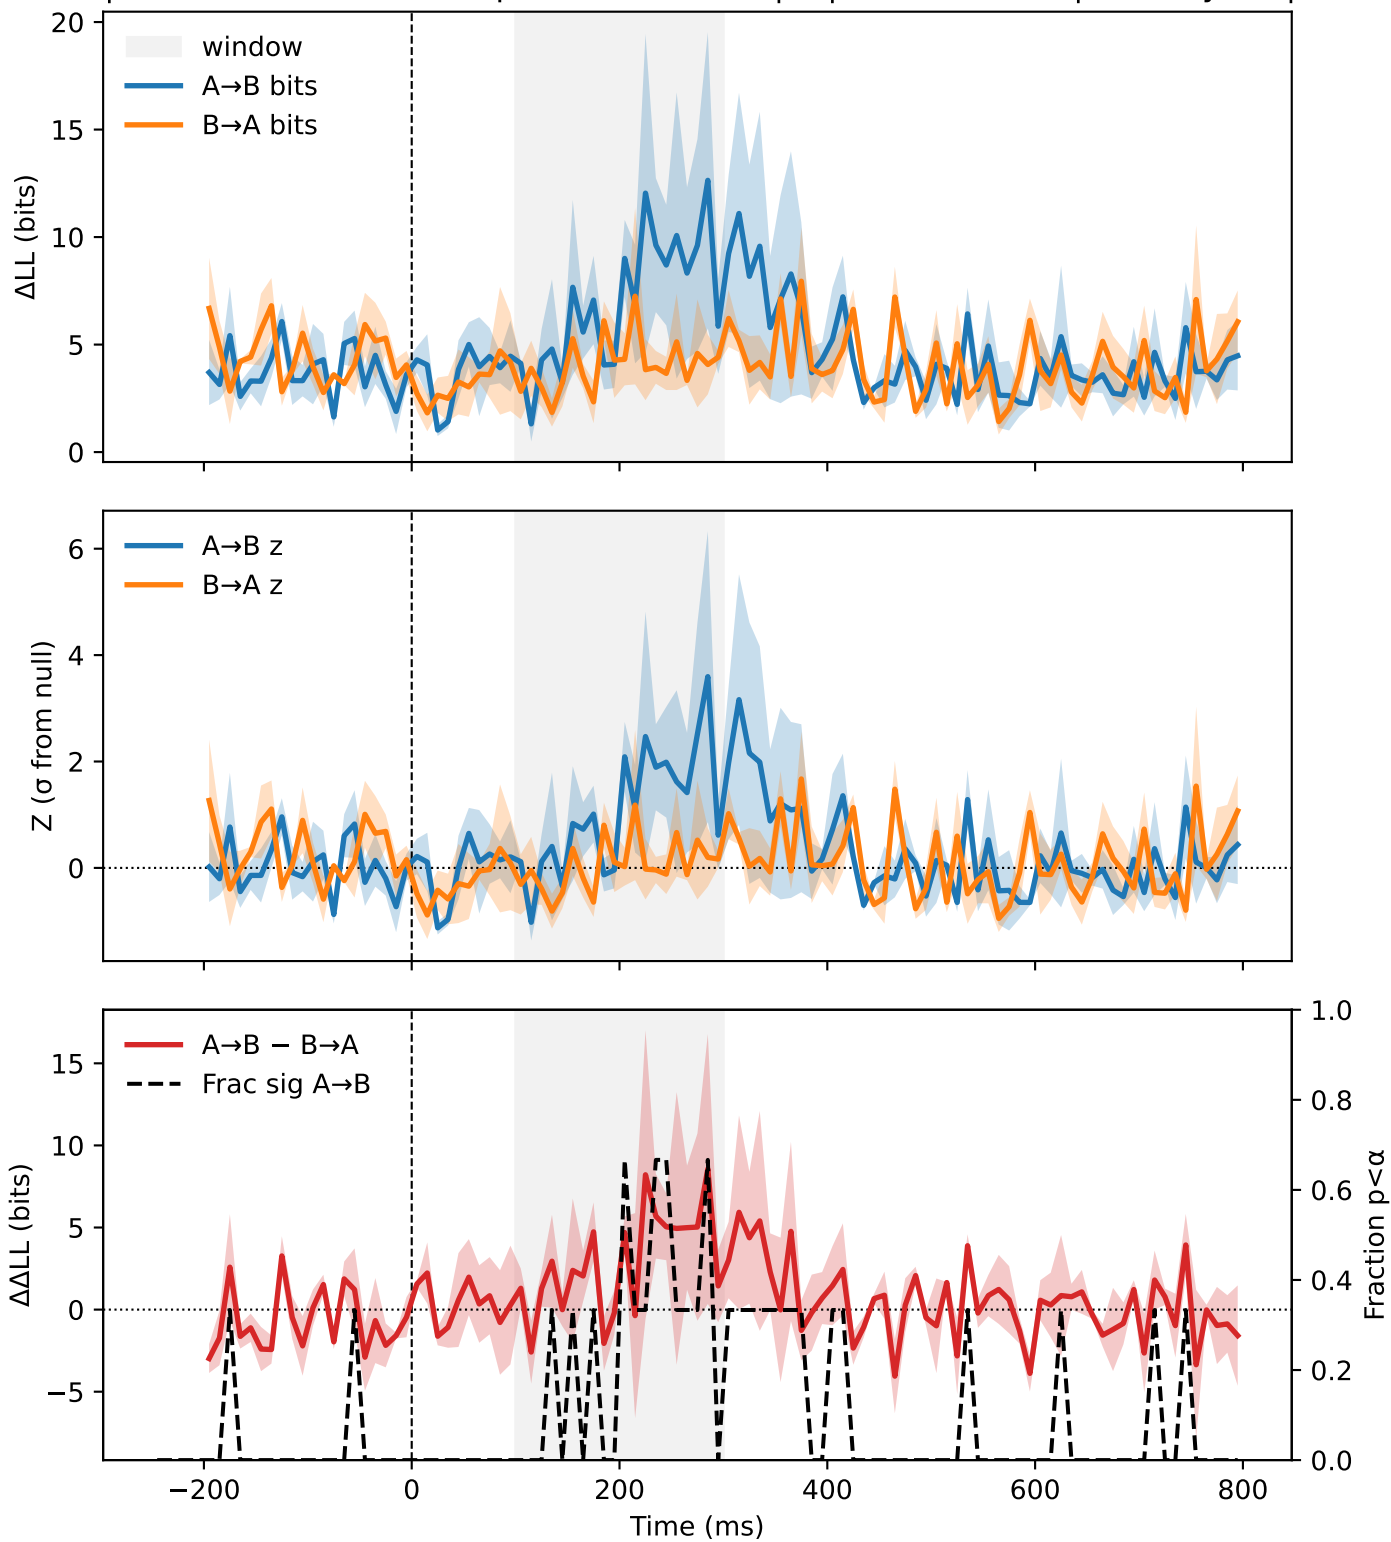 20
15
10
5
0
ΔLL (bits)
window
A→B bits
B→A bits
6
4
2
0
Z (σ from null)
A→B z
B→A z
15
10
5
0
−5
ΔΔLL (bits)
A→B − B→A
Frac sig A→B
1.0
0.8
0.6
0.4
0.2
0.0
Fraction p<α
−200 0 200 400 600 800
Time (ms)